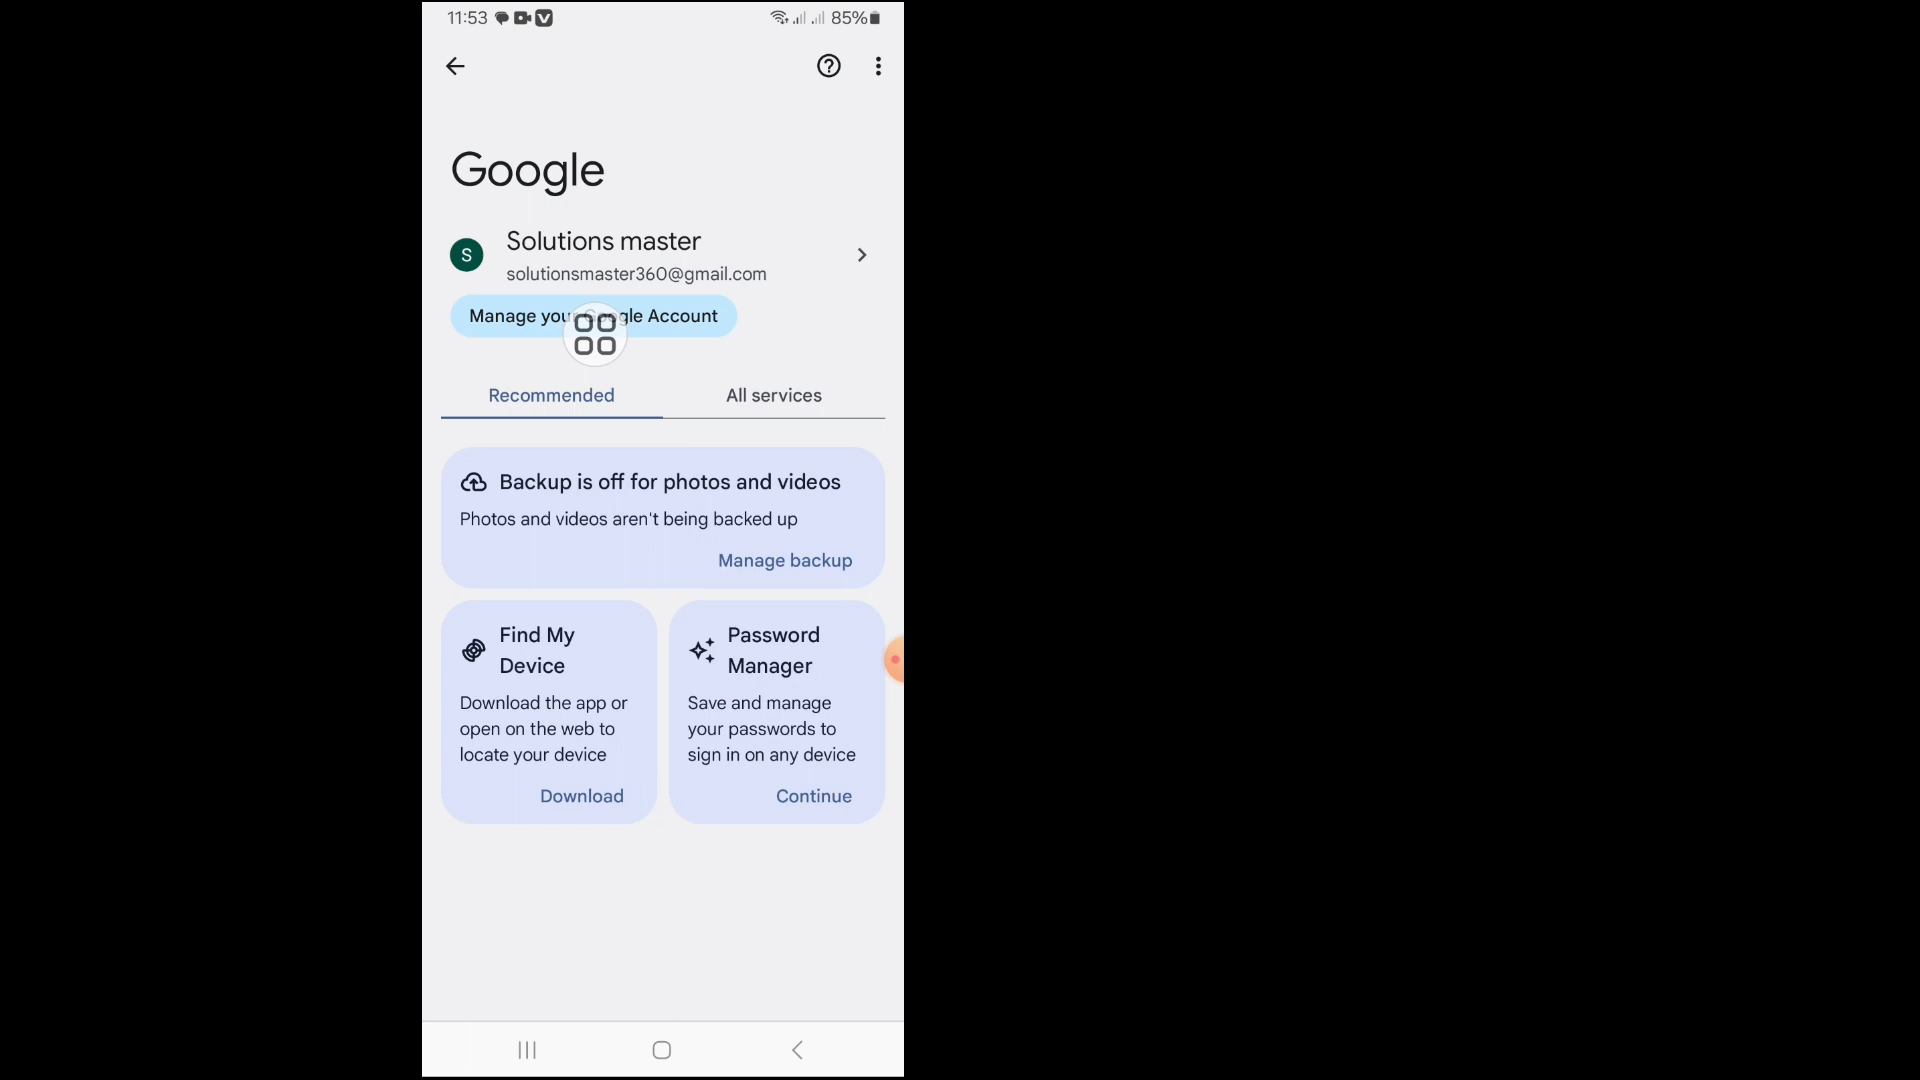 11:53 85%
Google
S
Solutions master
solutionsmaster360@gmail.com
Manage your Google Account
Recommended All services
Backup is off for photos and videos
Photos and videos aren't being backed up
Manage backup
Find My
Device
Download the app or
open on the web to
locate your device
Download
Password
Manager
Save and manage
your passwords to
sign in on any device
Continue